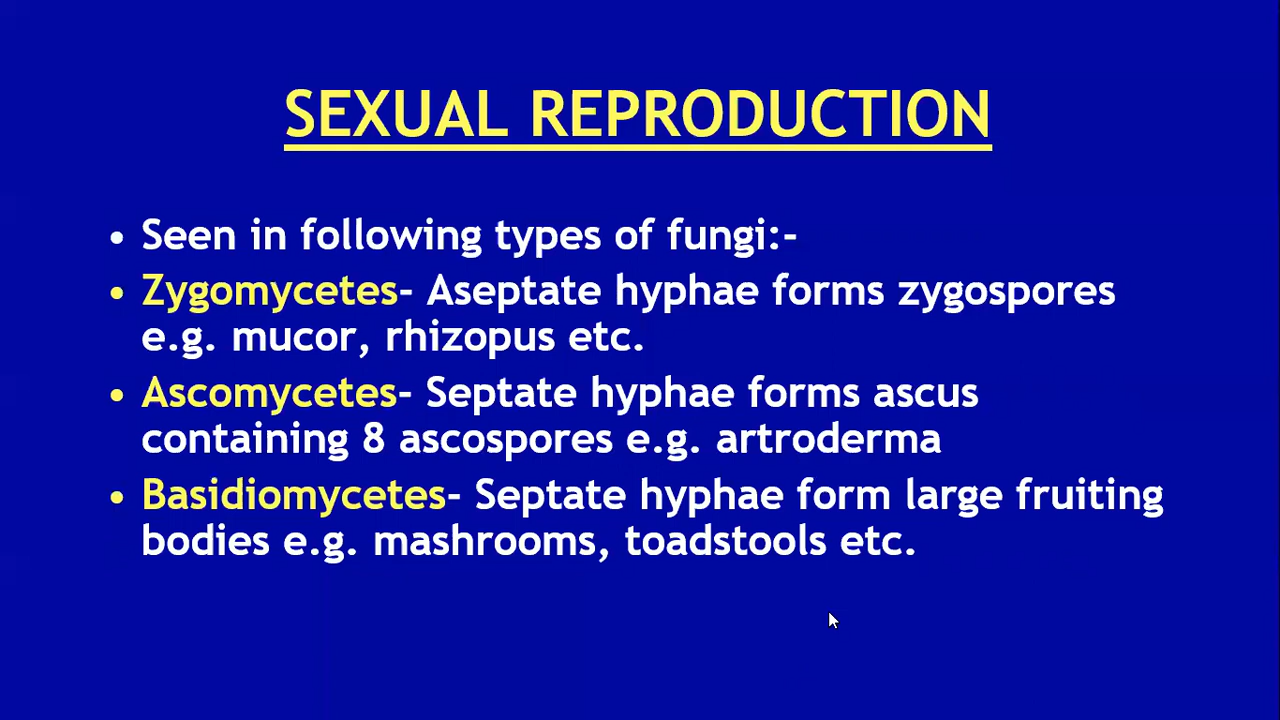 SEXUAL REPRODUCTION
• Seen in following types of fungi:-
• Zygomycetes- Aseptate hyphae forms zygospores
e.g. mucor, rhizopus etc.
• Ascomycetes- Septate hyphae forms ascus
containing 8 ascospores e.g. artroderma
• Basidiomycetes- Septate hyphae form large fruiting
bodies e.g. mashrooms, toadstools etc.